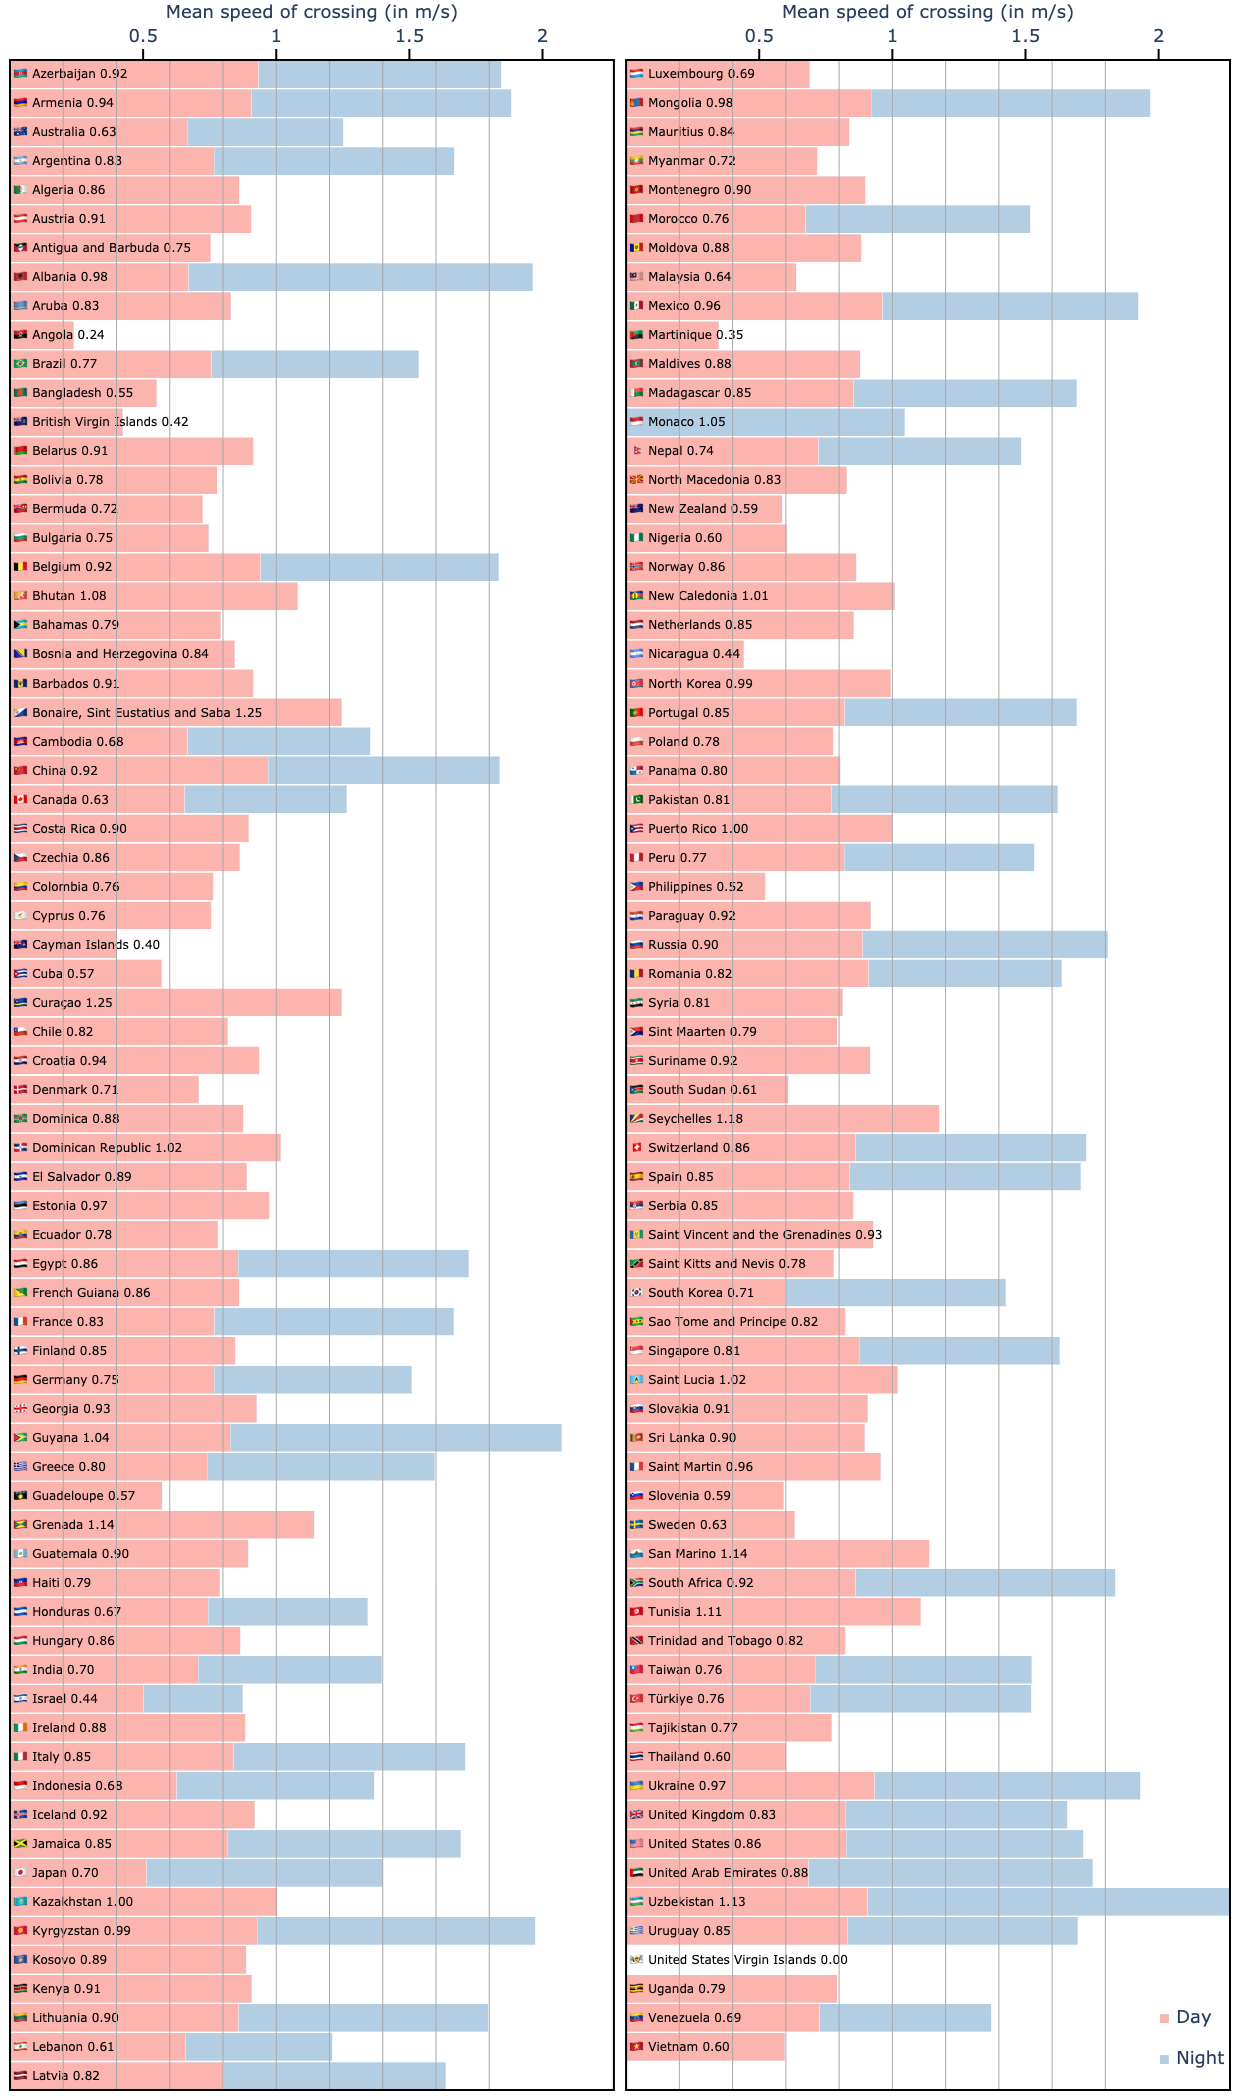 Mean speed of crossing (in m/s)
0.5 1 1.5 2
Azerbaijan 0.92
Armenia 0.94
Australia 0.63
Argentina 0.83
Algeria 0.86
Austria 0.91
Antigua and Barbuda 0.75
Albania 0.98
Aruba 0.83
Angola 0.24
Brazil 0.77
Bangladesh 0.55
British Virgin Islands 0.42
Belarus 0.91
Bolivia 0.78
Bermuda 0.72
Bulgaria 0.75
Belgium 0.92
Bhutan 1.08
Bahamas 0.79
Bosnia and Herzegovina 0.84
Barbados 0.91
Bonaire, Sint Eustatius and Saba 1.25
Cambodia 0.68
China 0.92
Canada 0.63
Costa Rica 0.90
Czechia 0.86
Colombia 0.76
Cyprus 0.76
Cayman Islands 0.40
Cuba 0.57
Curaçao 1.25
Chile 0.82
Croatia 0.94
Denmark 0.71
Dominica 0.88
Dominican Republic 1.02
El Salvador 0.89
Estonia 0.97
Ecuador 0.78
Egypt 0.86
French Guiana 0.86
France 0.83
Finland 0.85
Germany 0.75
Georgia 0.93
Guyana 1.04
Greece 0.80
Guadeloupe 0.57
Grenada 1.14
Guatemala 0.90
Haiti 0.79
Honduras 0.67
Hungary 0.86
India 0.70
Israel 0.44
Ireland 0.88
Italy 0.85
Indonesia 0.68
Iceland 0.92
Jamaica 0.85
Japan 0.70
Kazakhstan 1.00
Kyrgyzstan 0.99
Kosovo 0.89
Kenya 0.91
Lithuania 0.90
Lebanon 0.61
Latvia 0.82
Mean speed of crossing (in m/s)
0.5 1 1.5 2
Luxembourg 0.69
Mongolia 0.98
Mauritius 0.84
Myanmar 0.72
Montenegro 0.90
Morocco 0.76
Moldova 0.88
Malaysia 0.64
Mexico 0.96
Martinique 0.35
Maldives 0.88
Madagascar 0.85
Monaco 1.05
Nepal 0.74
North Macedonia 0.83
New Zealand 0.59
Nigeria 0.60
Norway 0.86
New Caledonia 1.01
Netherlands 0.85
Nicaragua 0.44
North Korea 0.99
Portugal 0.85
Poland 0.78
Panama 0.80
Pakistan 0.81
Puerto Rico 1.00
Peru 0.77
Philippines 0.52
Paraguay 0.92
Russia 0.90
Romania 0.82
Syria 0.81
Sint Maarten 0.79
Suriname 0.92
South Sudan 0.61
Seychelles 1.18
Switzerland 0.86
Spain 0.85
Serbia 0.85
Saint Vincent and the Grenadines 0.93
Saint Kitts and Nevis 0.78
South Korea 0.71
Sao Tome and Principe 0.82
Singapore 0.81
Saint Lucia 1.02
Slovakia 0.91
Sri Lanka 0.90
Saint Martin 0.96
Slovenia 0.59
Sweden 0.63
San Marino 1.14
South Africa 0.92
Tunisia 1.11
Trinidad and Tobago 0.82
Taiwan 0.76
Türkiye 0.76
Tajikistan 0.77
Thailand 0.60
Ukraine 0.97
United Kingdom 0.83
United States 0.86
United Arab Emirates 0.88
Uzbekistan 1.13
Uruguay 0.85
United States Virgin Islands 0.00
Uganda 0.79
Venezuela 0.69
Vietnam 0.60
Day
Night